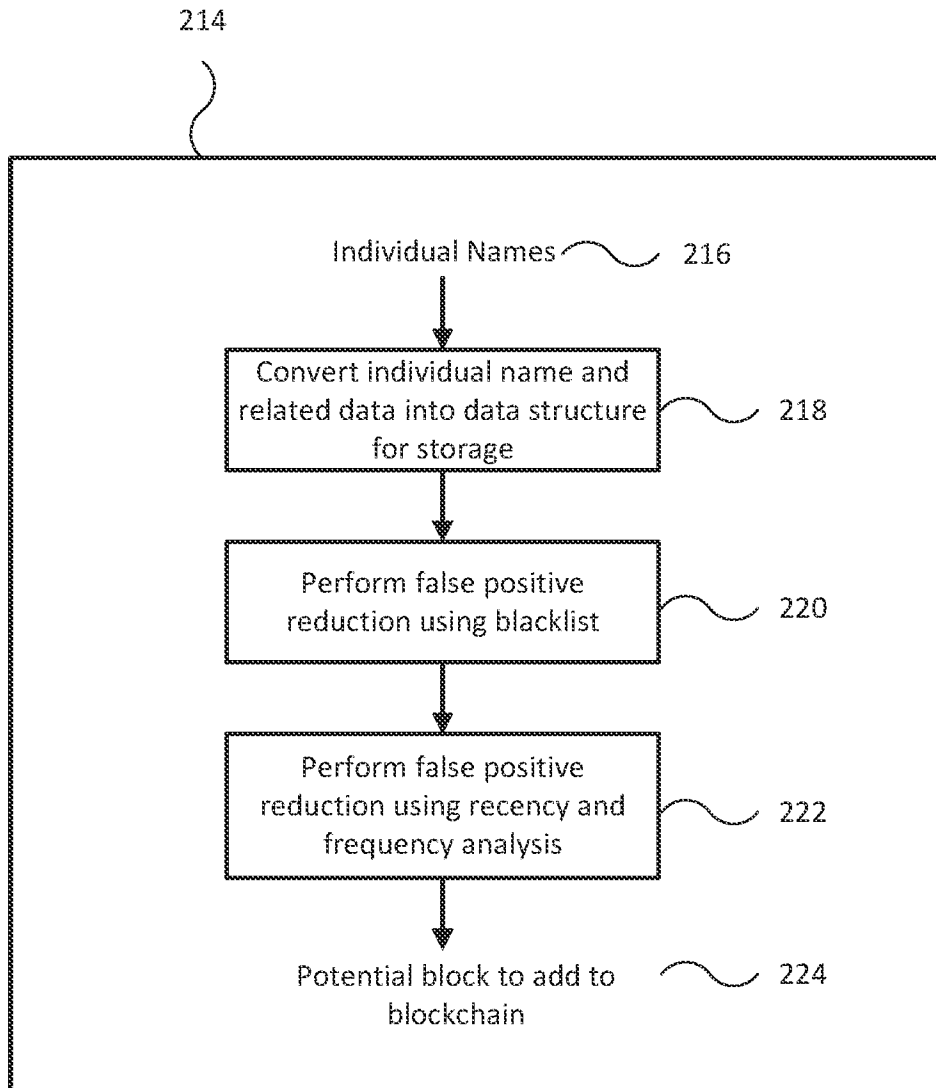 214
Individual Names
216
Convert individual name and
related data into data structure
for storage
218
Perform false positive
reduction using blacklist
220
Perform false positive
reduction using recency and
frequency analysis
222
Potential block to add to
blockchain
224